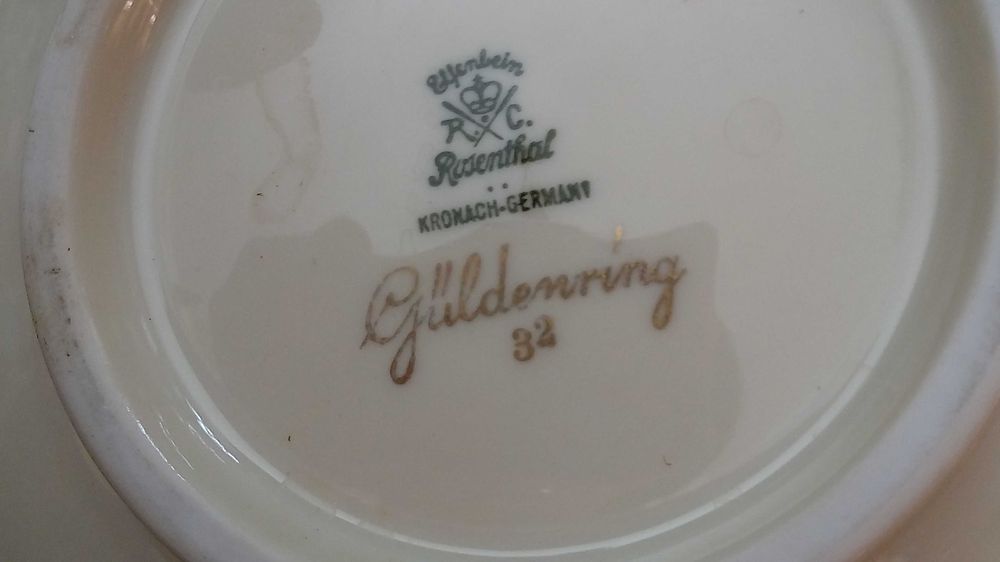 Elfenbein
R. C.
Rosenthal
KRONACH-GERMANY
Güldenring
32